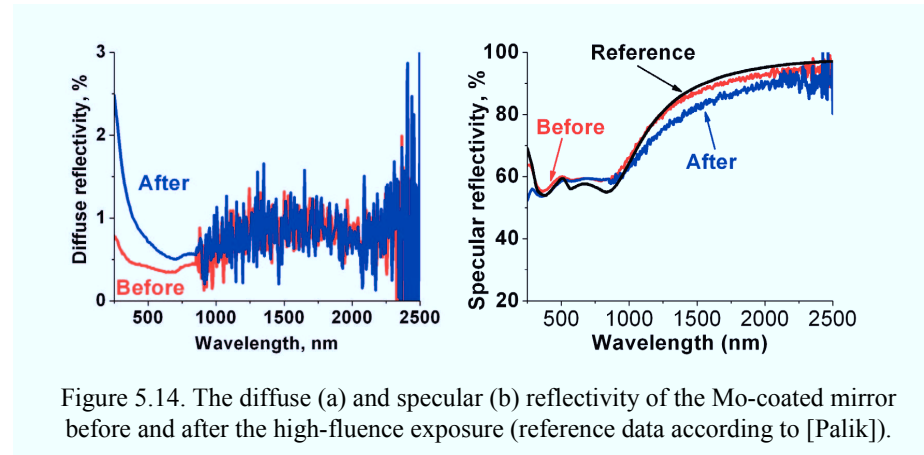 3
2
1
0
Diffuse reflectivity, %
After
Before
500
1000
1500
2000
2500
Wavelength, nm
100
80
60
40
20
Specular reflectivity, %
Reference
Before
After
500
1000
1500
2000
2500
Wavelength (nm)
Figure 5.14. The diffuse (a) and specular (b) reflectivity of the Mo-coated mirror
before and after the high-fluence exposure (reference data according to [Palik]).